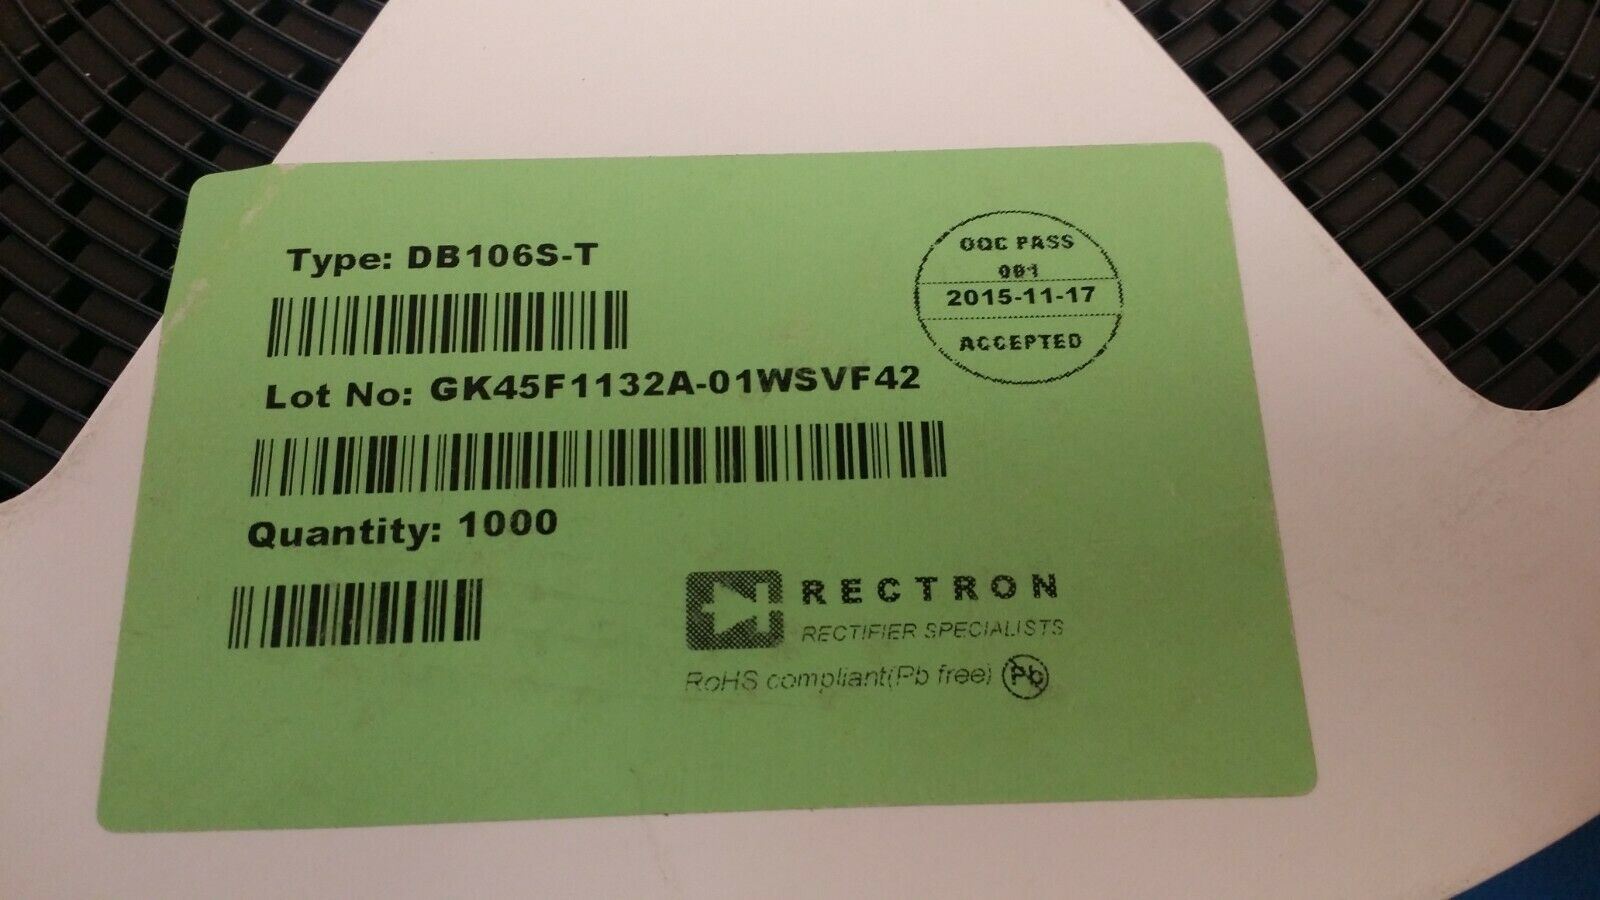 Type: DB106S-T
OQC PASS
001
2015-11-17
ACCEPTED
Lot No: GK45F1132A-01WSVF42
Quantity: 1000
RECTRON
RECTIFIER SPECIALISTS
RoHS compliant(Pb free) Pb